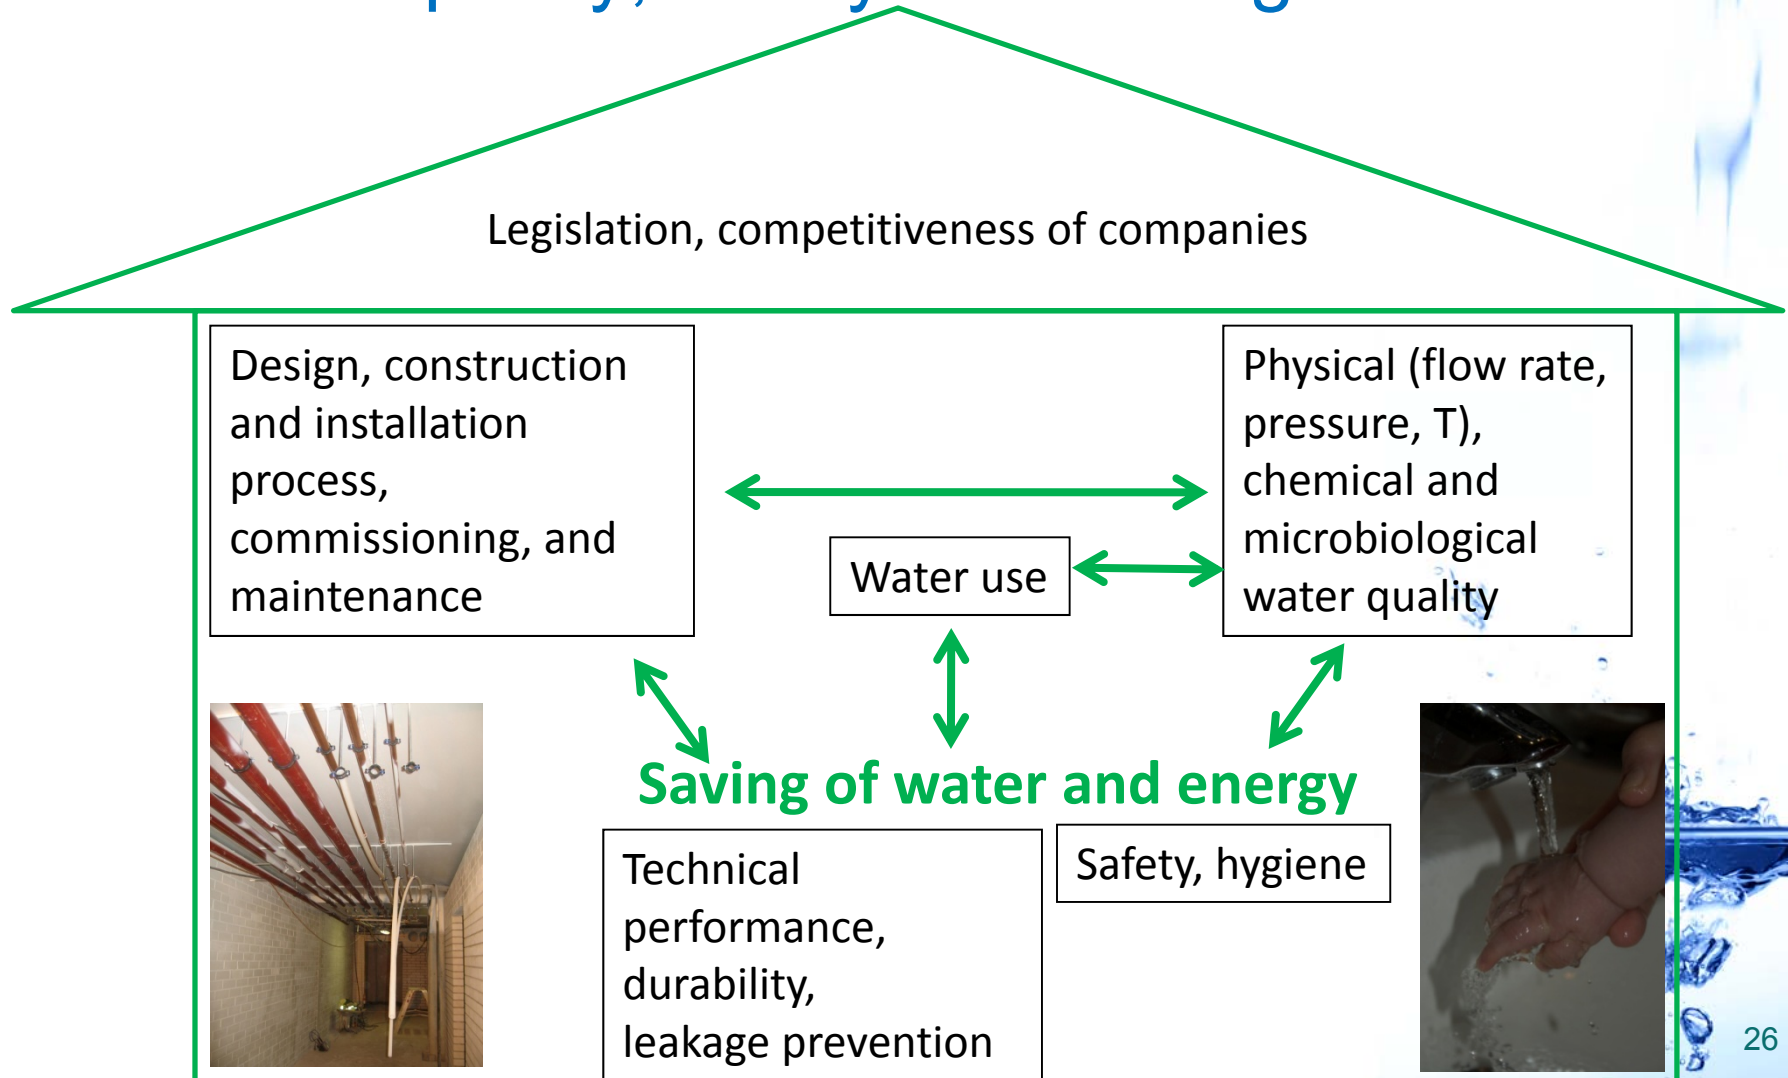 Legislation, competitiveness of companies
Design, construction
and installation
process,
commissioning, and
maintenance
Physical (flow rate,
pressure, T),
chemical and
microbiological
water quality
Water use
Saving of water and energy
Technical
performance,
durability,
leakage prevention
Safety, hygiene
26